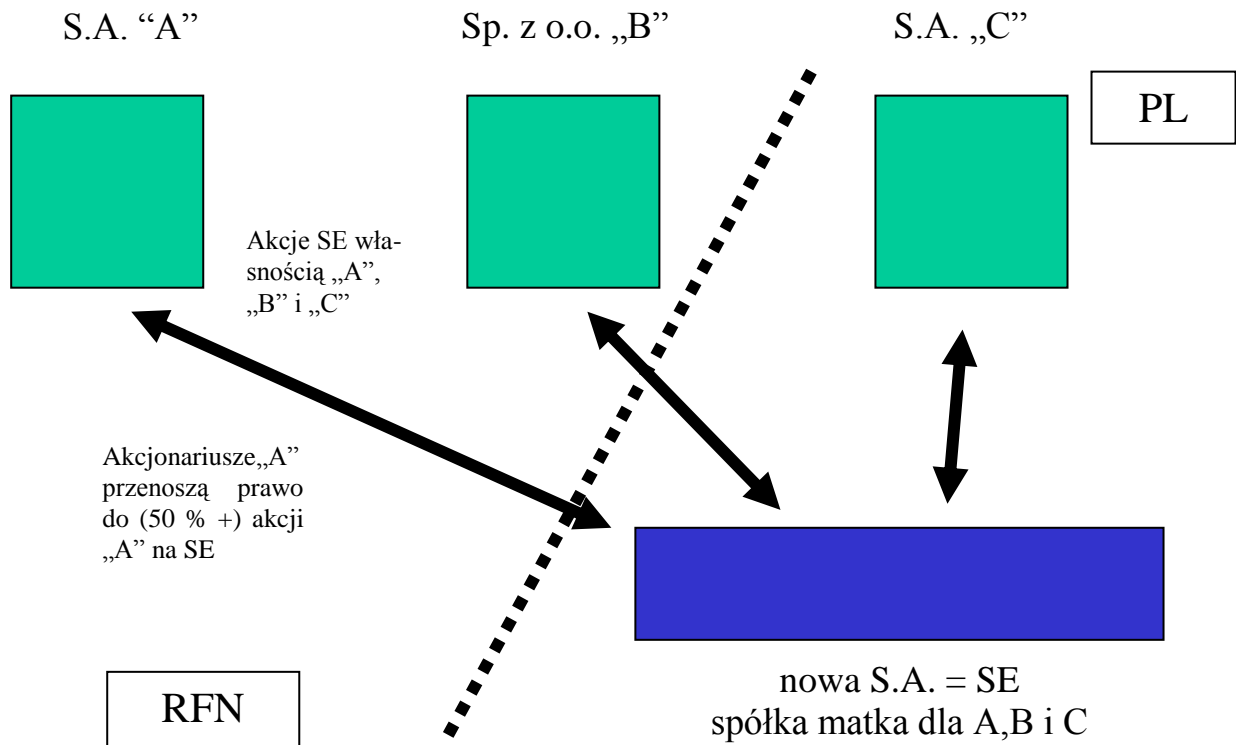 S.A. “A”
Sp. z o.o. „B”
S.A. „C”
PL
Akcje SE wła-
snością „A”,
„B” i „C”
Akcjonariusze„A”
przenoszą prawo
do (50 % +) akcji
„A” na SE
RFN
nowa S.A. = SE
spółka matka dla A,B i C